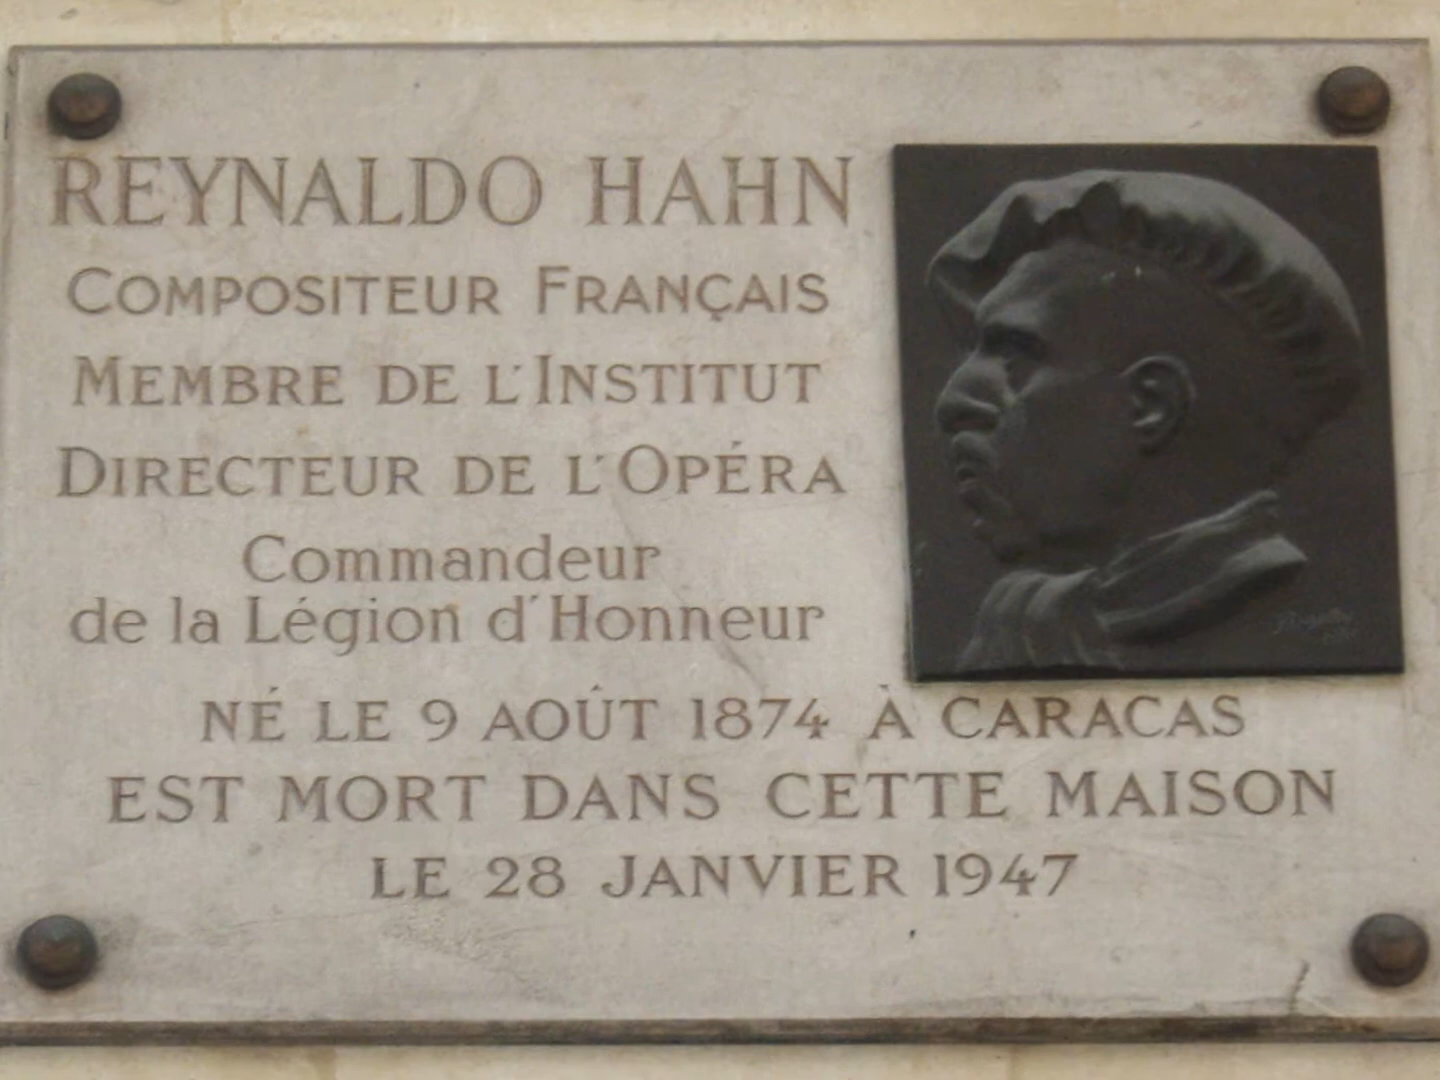 REYNALDO HAHN
COMPOSITEUR FRANÇAIS
MEMBRE DE L'INSTITUT
DIRECTEUR DE L'OPÉRA
Commandeur
de la Légion d'Honneur
NÉ LE 9 AOÚT 1874 À CARACAS
EST MORT DANS CETTE MAISON
LE 28 JANVIER 1947